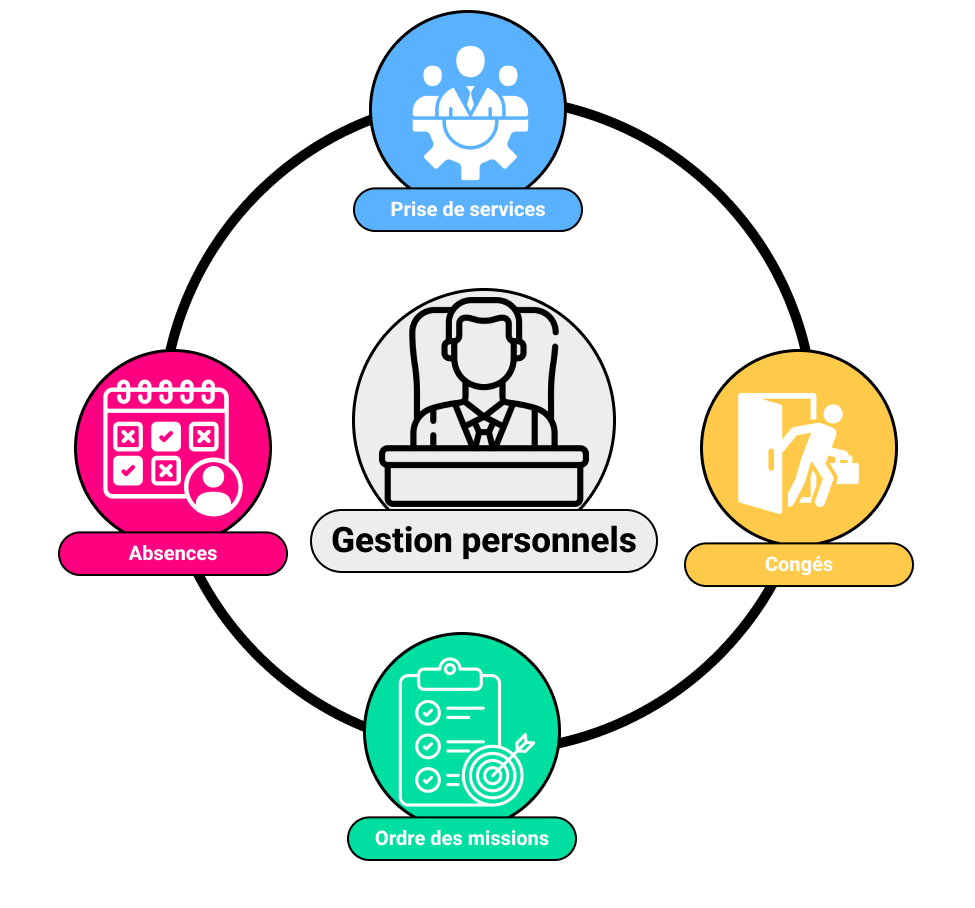 Prise de services
Absences
Gestion personnels
Congés
Ordre des missions